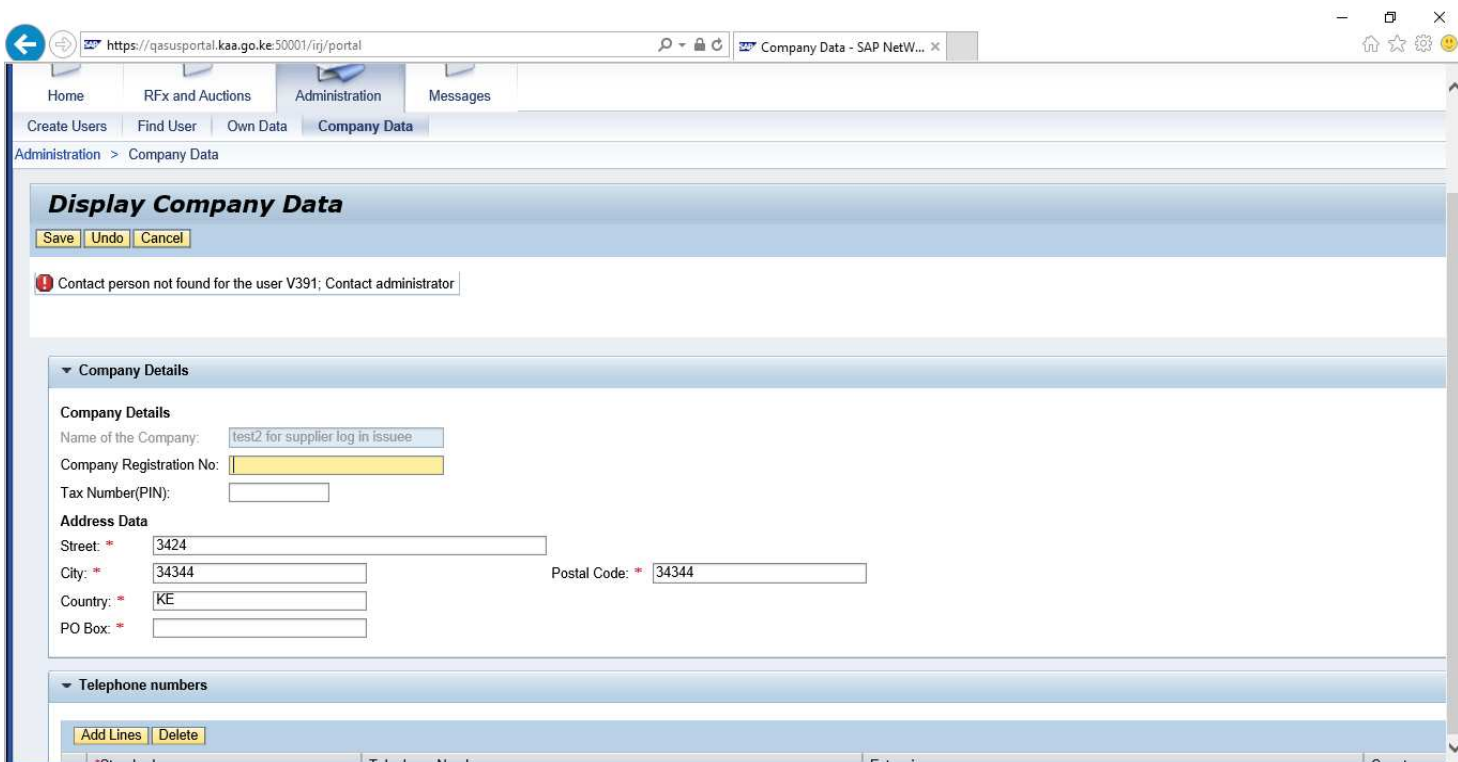 https://qasusportal.kaa.go.ke:50001/irj/portal
Company Data - SAP NetW...
Home RFx and Auctions Administration Messages
Create Users Find User Own Data Company Data
Administration > Company Data
Display Company Data
Save Undo Cancel
Contact person not found for the user V391; Contact administrator
Company Details
Company Details
Name of the Company: test2 for supplier log in issuee
Company Registration No:
Tax Number(PIN):
Address Data
Street: * 3424
City: * 34344 Postal Code: * 34344
Country: * KE
PO Box: *
Telephone numbers
Add Lines Delete